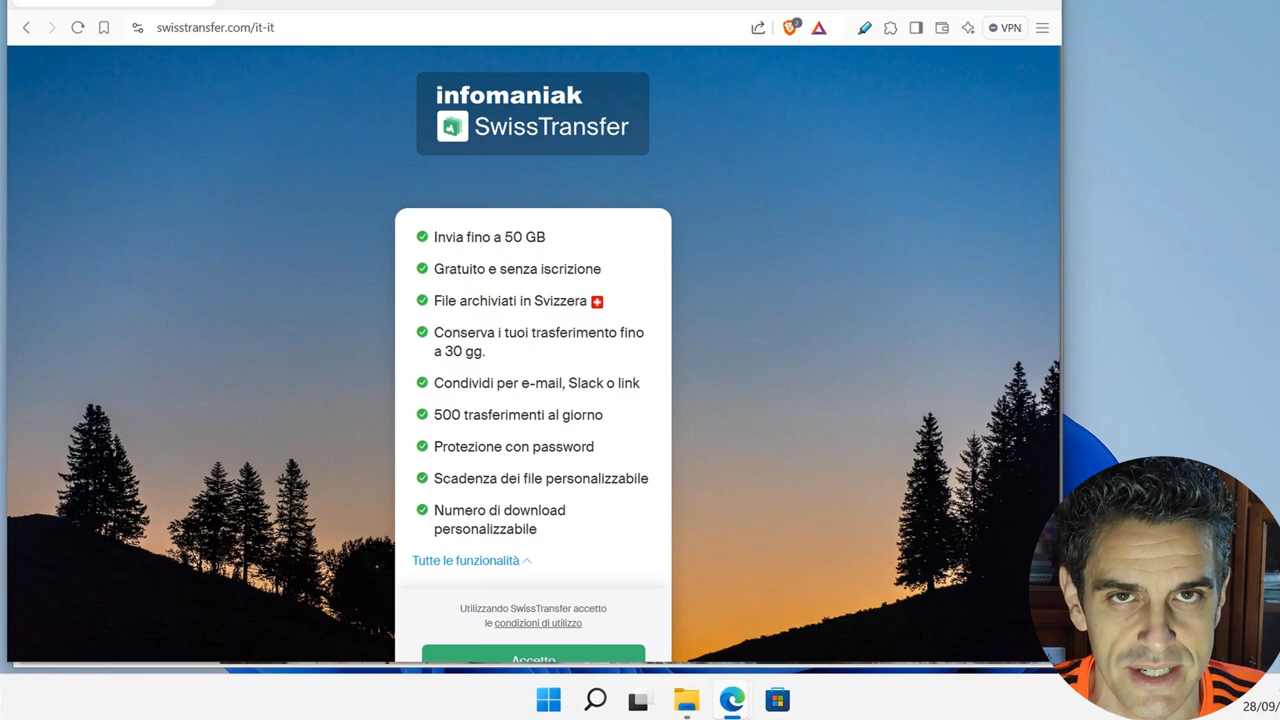 swisstransfer.com/it-it
2
VPN
infomaniak
SwissTransfer
Invia fino a 50 GB
Gratuito e senza iscrizione
File archiviati in Svizzera
Conserva i tuoi trasferimento fino
a 30 gg.
Condividi per e-mail, Slack o link
500 trasferimenti al giorno
Protezione con password
Scadenza dei file personalizzabile
Numero di download
personalizzabile
Tutte le funzionalità
Utilizzando SwissTransfer accetto
le condizioni di utilizzo
Accetto
28/09/